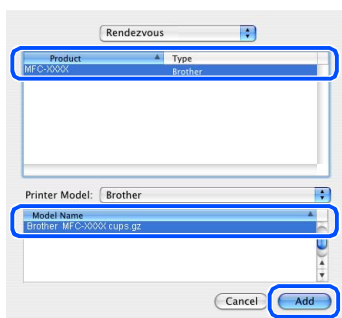 Rendezvous
Product Type
MFC-XXXX Brother
Printer Model: Brother
Model Name
Brother MFC-XXXX cups.gz
Cancel Add